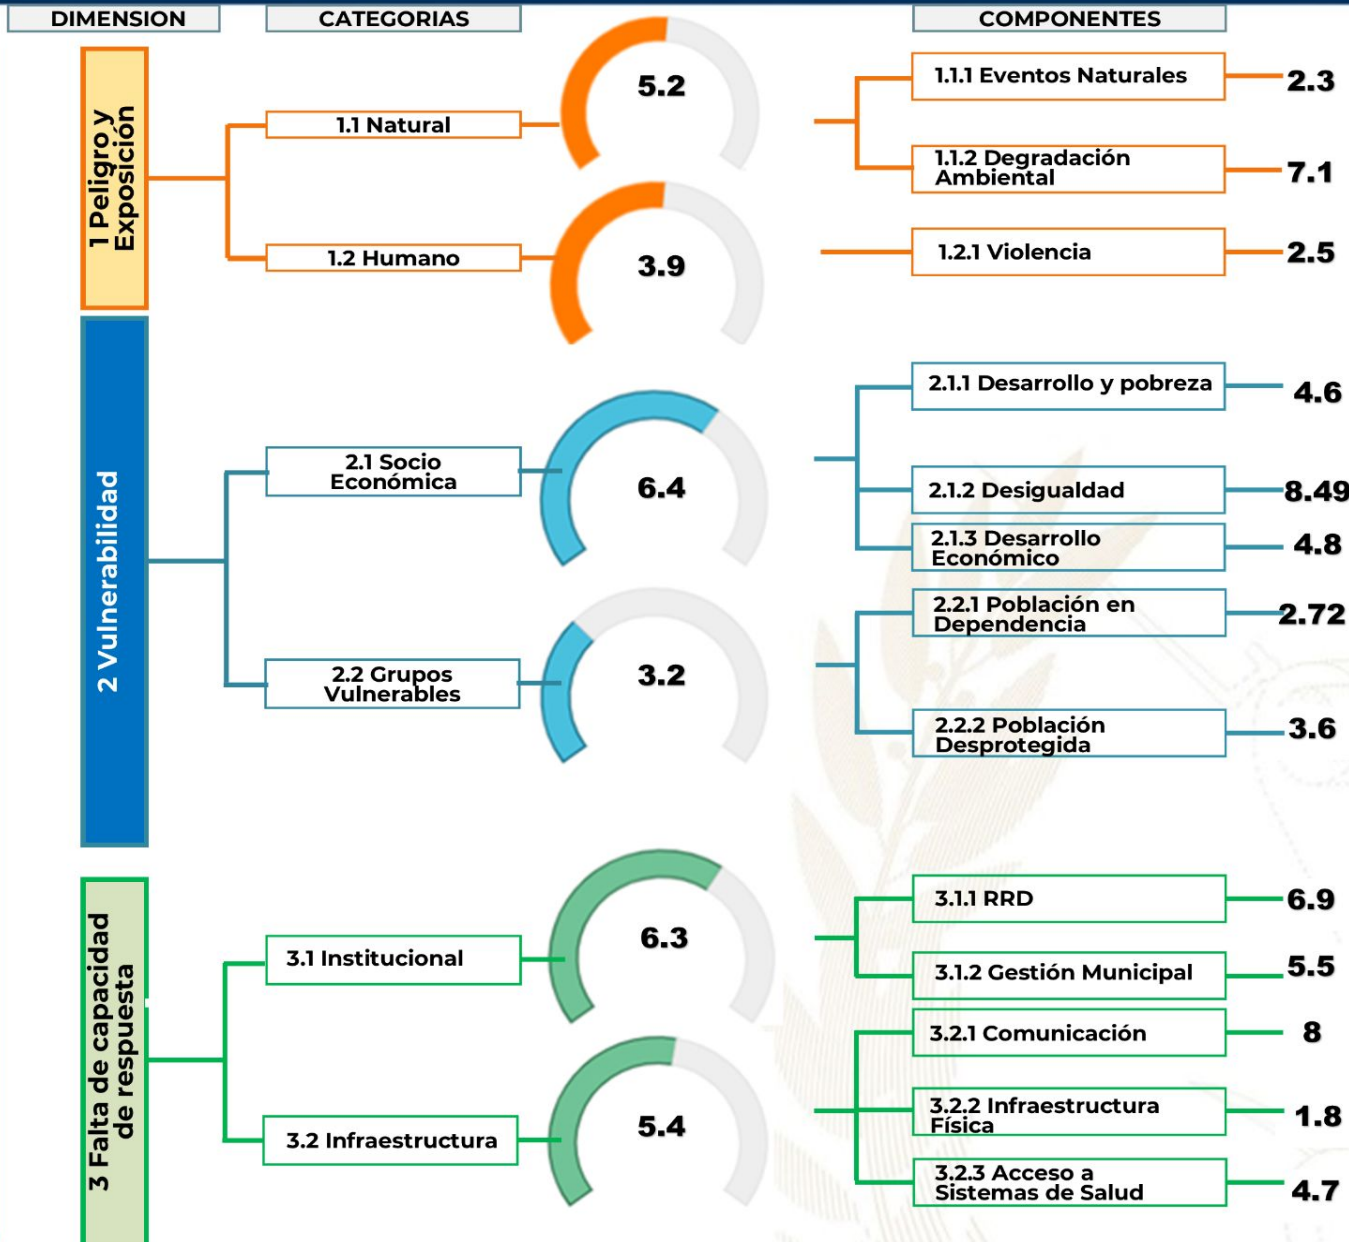 DIMENSION
CATEGORIAS
COMPONENTES
1 Peligro y
Exposición
1.1 Natural
5.2
1.1.1 Eventos Naturales
2.3
1.1.2 Degradación
Ambiental
7.1
1.2 Humano
3.9
1.2.1 Violencia
2.5
2 Vulnerabilidad
2.1 Socio
Económica
6.4
2.1.1 Desarrollo y pobreza
4.6
2.1.2 Desigualdad
8.49
2.1.3 Desarrollo
Económico
4.8
2.2 Grupos
Vulnerables
3.2
2.2.1 Población en
Dependencia
2.72
2.2.2 Población
Desprotegida
3.6
3 Falta de capacidad
de respuesta
3.1 Institucional
6.3
3.1.1 RRD
6.9
3.1.2 Gestión Municipal
5.5
3.2 Infraestructura
5.4
3.2.1 Comunicación
8
3.2.2 Infraestructura
Física
1.8
3.2.3 Acceso a
Sistemas de Salud
4.7